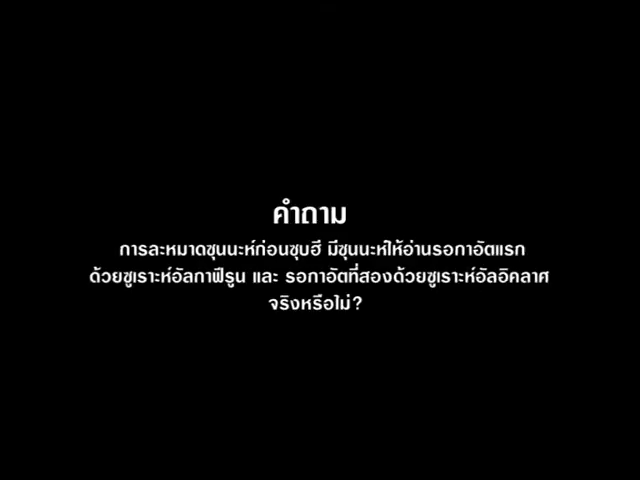 คำถาม
การละหมาดซุนนะห์ก่อนซุบฮี มีซุนนะห์ให้อ่านรอกาอัตแรก
ด้วยซูเราะห์อัลกาฟีรูน และ รอกาอัตที่สองด้วยซูเราะห์อัลอิคลาศ
จริงหรือไม่?